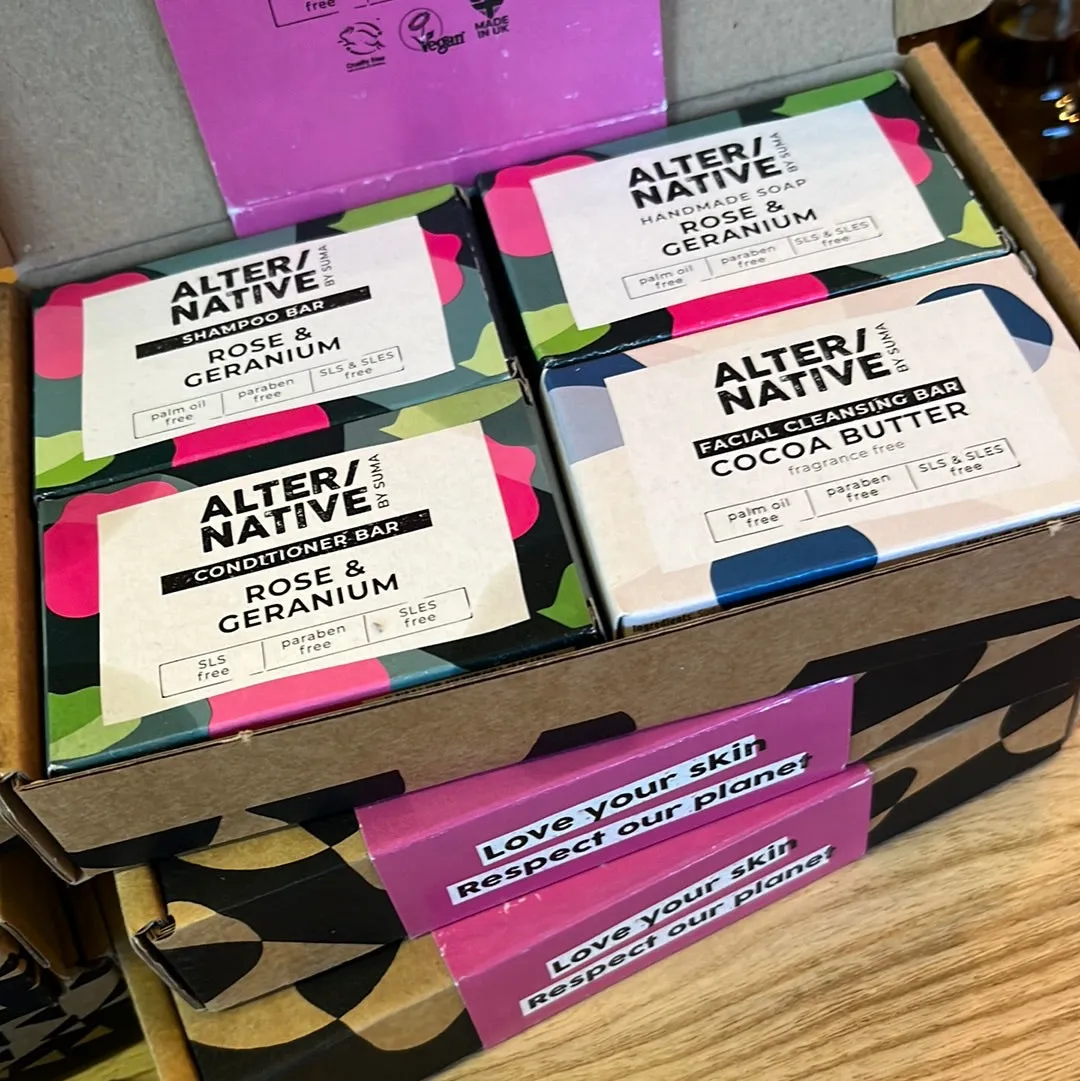 free
Cruelty free
Vegan
MADE
IN UK
ALTER/
NATIVE
BY SUMA
SHAMPOO BAR
ROSE &
GERANIUM
palm oil free
paraben free
SLS & SLES free
ALTER/
NATIVE
BY SUMA
HANDMADE SOAP
ROSE &
GERANIUM
palm oil free
paraben free
SLS & SLES free
ALTER/
NATIVE
BY SUMA
CONDITIONER BAR
ROSE &
GERANIUM
SLS free
paraben free
SLES free
ALTER/
NATIVE
BY SUMA
FACIAL CLEANSING BAR
COCOA BUTTER
fragrance free
palm oil free
paraben free
SLS & SLES free
Ingredients
Love your skin
Respect our planet
Love your skin
Respect our planet